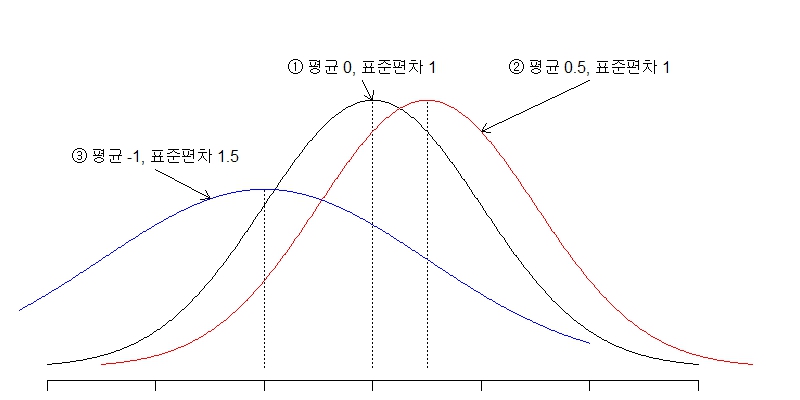 ① 평균 0, 표준편차 1
② 평균 0.5, 표준편차 1
③ 평균 -1, 표준편차 1.5